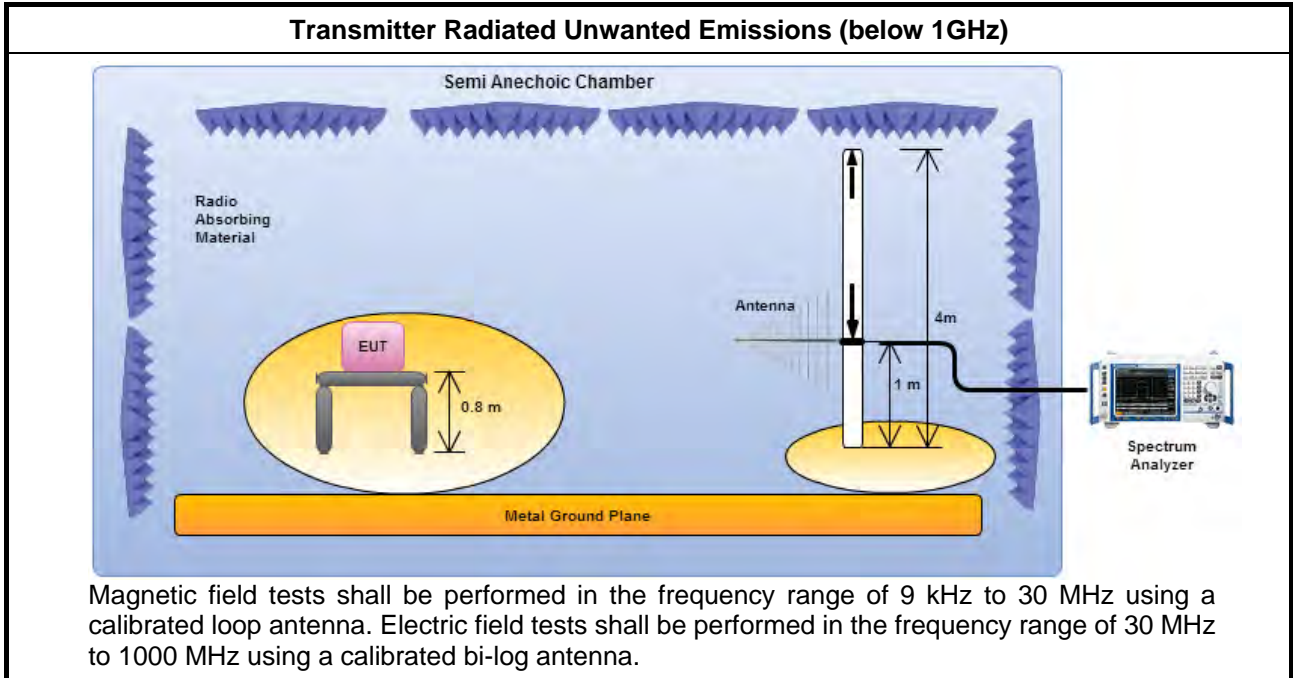 Transmitter Radiated Unwanted Emissions (below 1GHz)
Semi Anechoic Chamber
Radio
Absorbing
Material
Antenna
4m
EUT
1 m
0.8 m
Spectrum
Analyzer
Metal Ground Plane
Magnetic field tests shall be performed in the frequency range of 9 kHz to 30 MHz using a
calibrated loop antenna. Electric field tests shall be performed in the frequency range of 30 MHz
to 1000 MHz using a calibrated bi-log antenna.